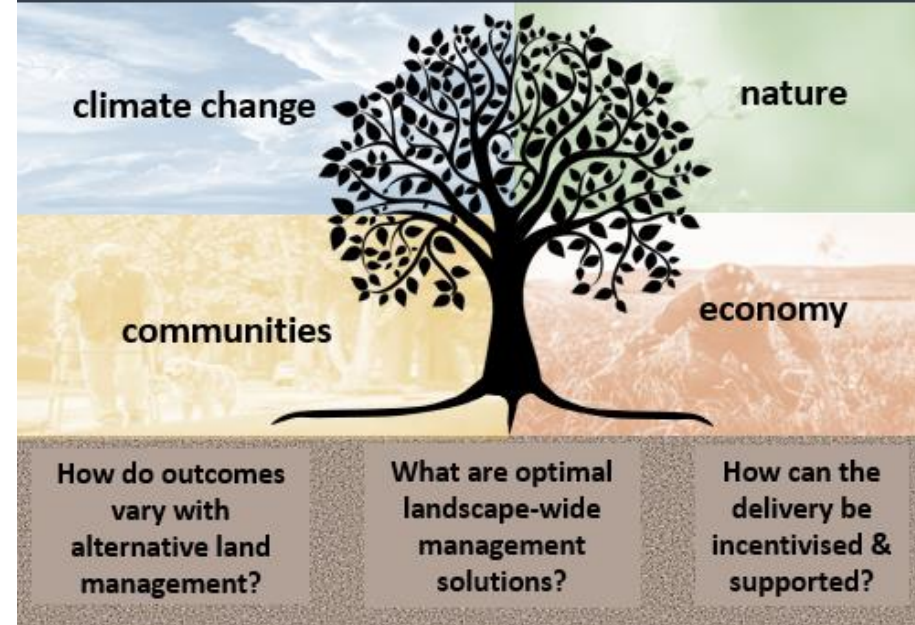 climate change
nature
communities
economy
How do outcomes
vary with
alternative land
management?
What are optimal
landscape-wide
management
solutions?
How can the
delivery be
incentivised &
supported?